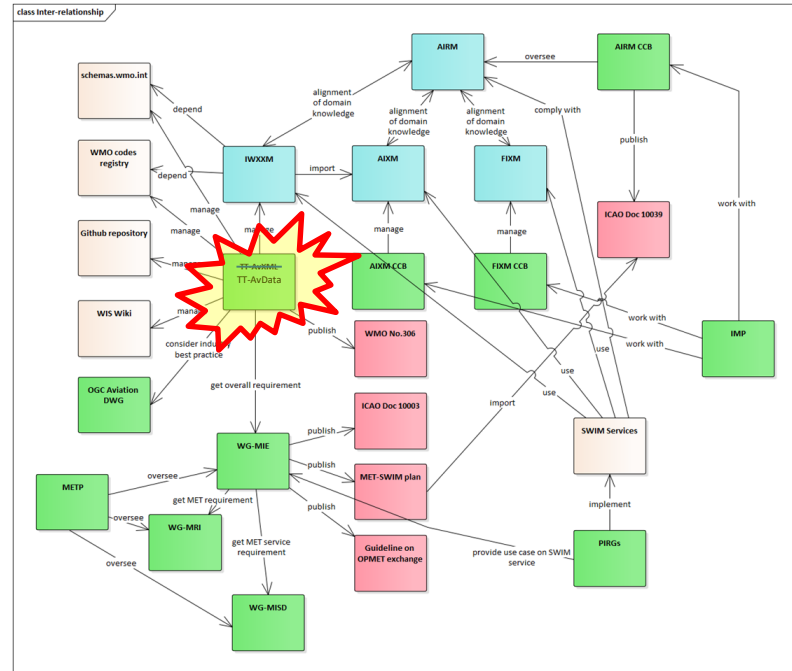 class Inter-relationship
AIRM
AIRM CCB
oversee
schemas.wmo.int
alignment
of domain
knowledge
alignment
of domain
knowledge
alignment
of domain
knowledge
comply with
depend
publish
WMO codes
registry
IWXXM
import
AIXM
FIXM
depend
ICAO Doc 10039
work with
manage
manage
manage
manage
Github repository
manage
TT-AvXML
TT-AvData
AIXM CCB
FIXM CCB
WIS Wiki
publish
WMO No.306
work with
work with
IMP
consider industry
best practice
use
use
use
OGC Aviation
DWG
get overall requirement
ICAO Doc 10003
import
SWIM Services
WG-MIE
publish
publish
publish
MET-SWIM plan
METP
oversee
get MET requirement
implement
oversee
WG-MRI
get MET service
requirement
Guideline on
OPMET exchange
provide use case on SWIM
service
PIRGs
oversee
WG-MISD